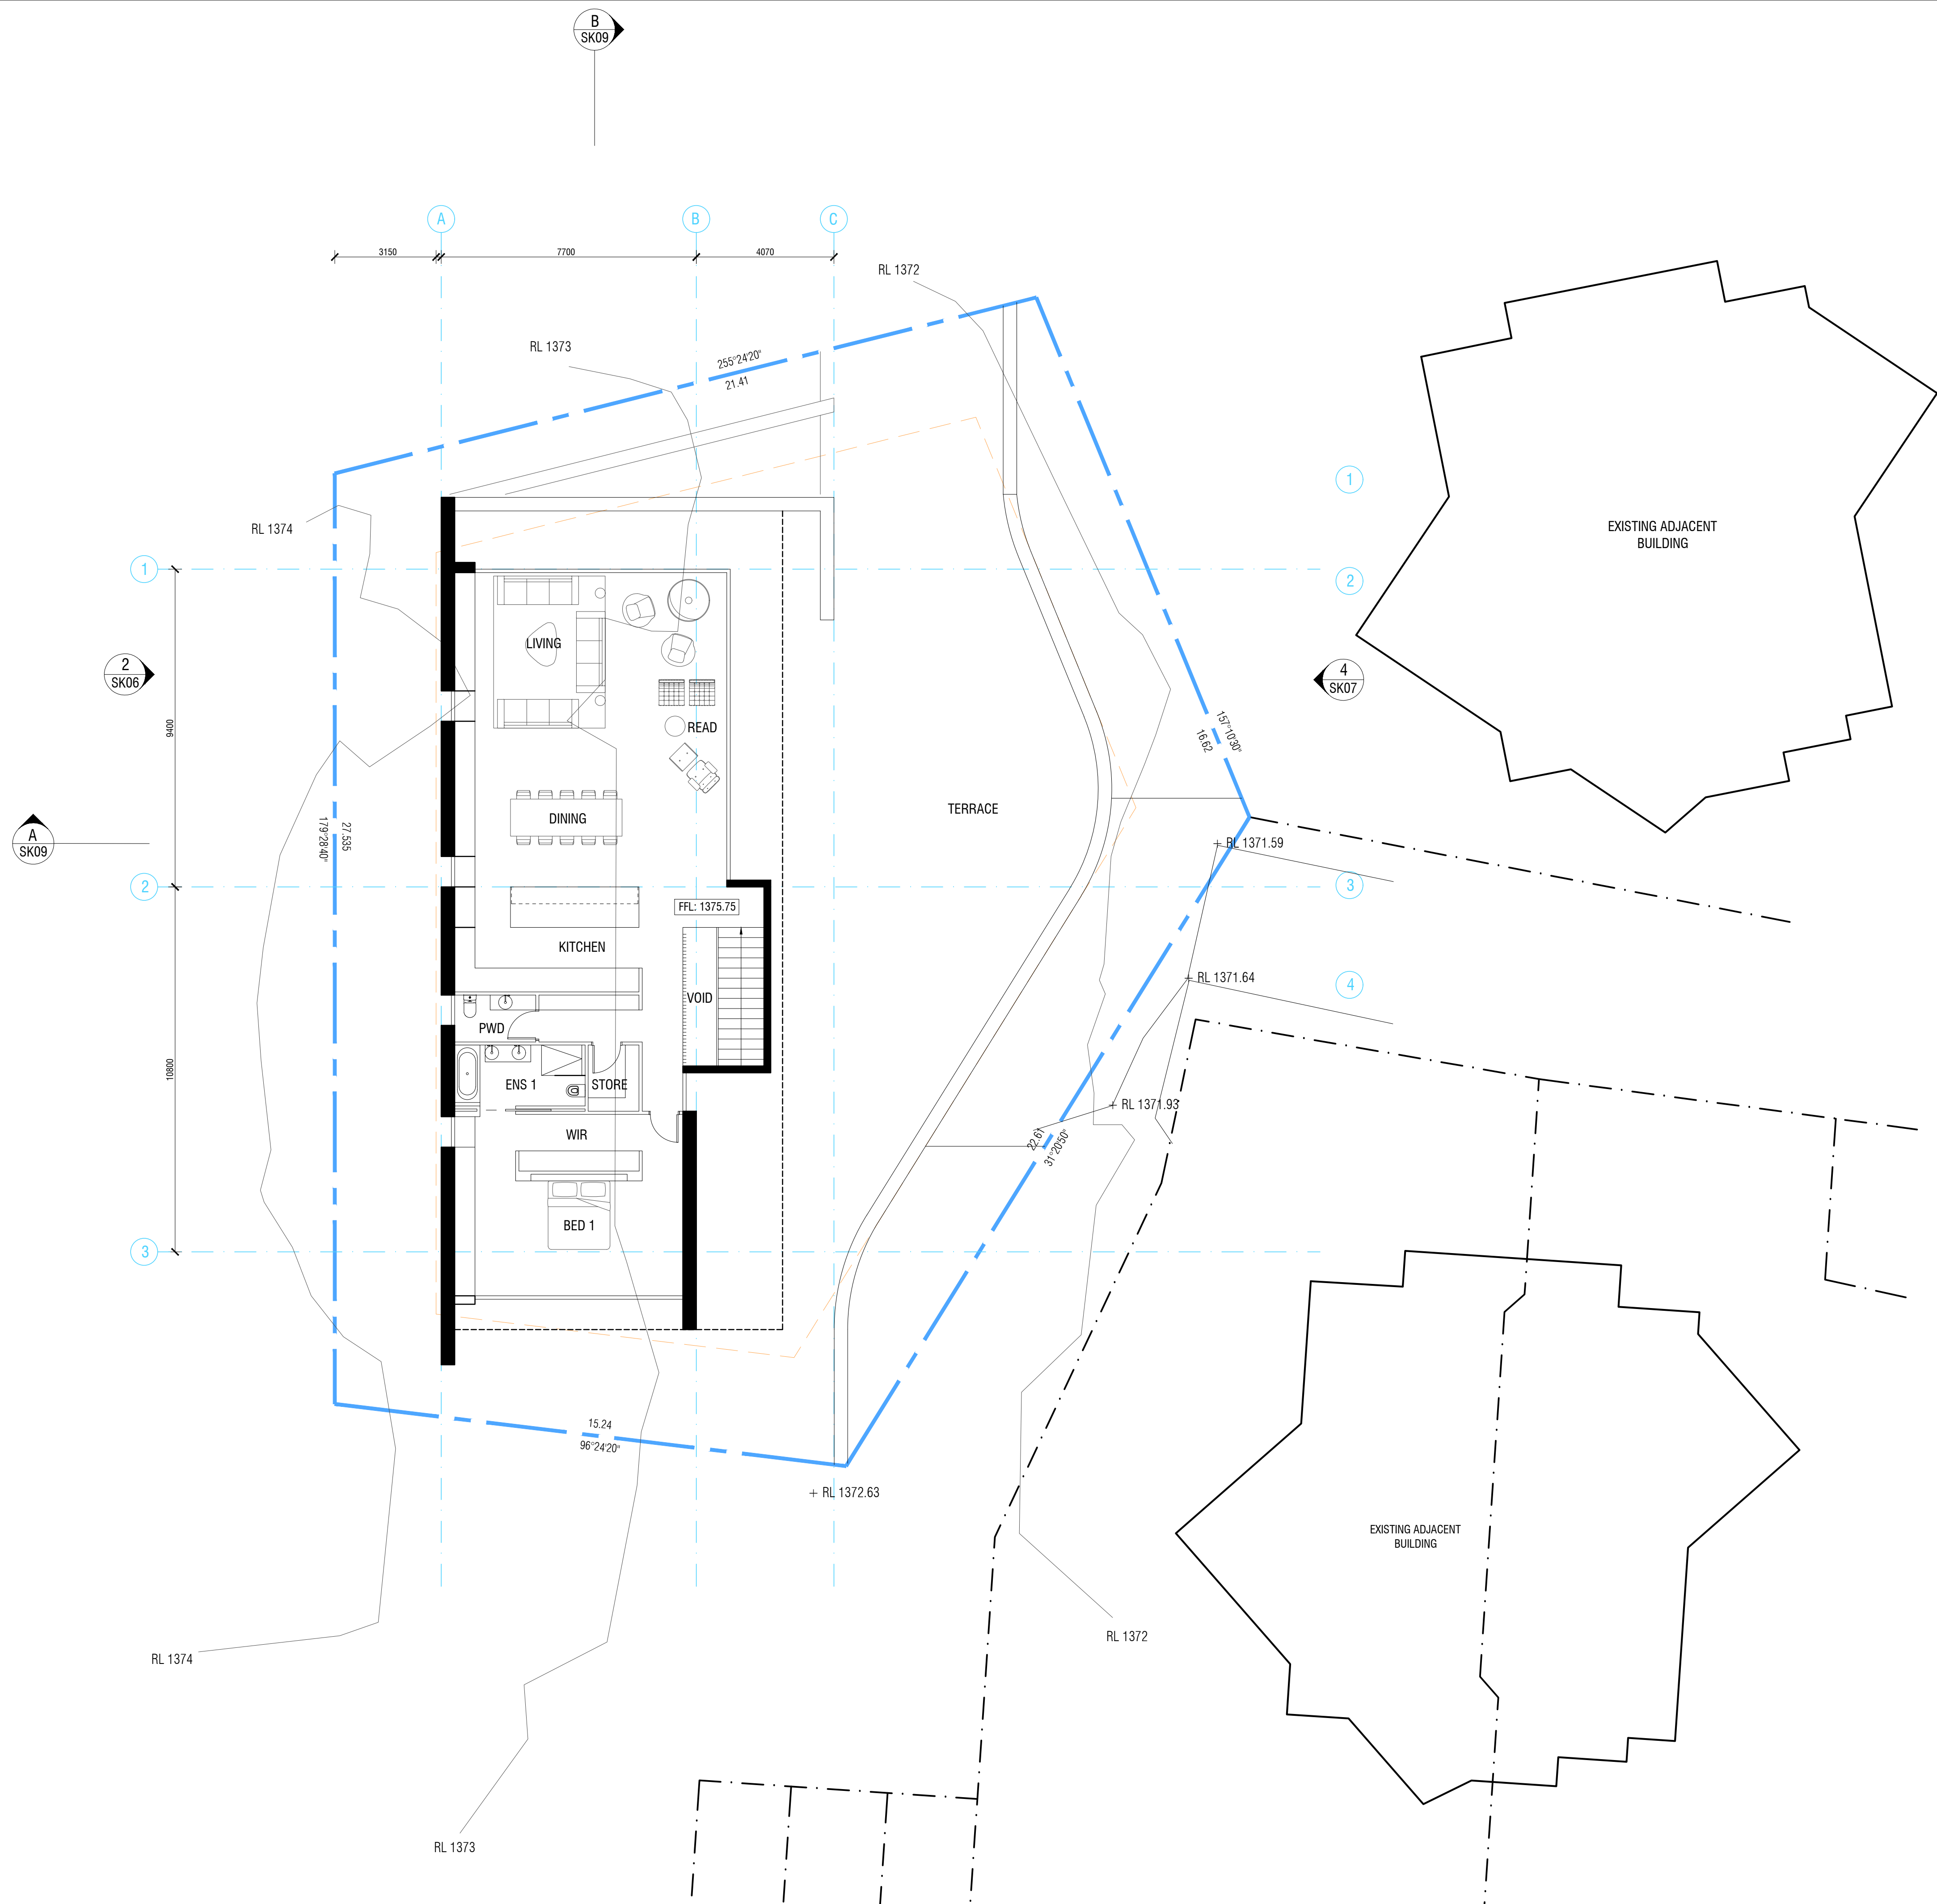 B
SK09
A
B
C
3150
7700
4070
RL 1372
RL 1373
255°24'20"
21.41
RL 1374
1
1
EXISTING ADJACENT
BUILDING
1
2
LIVING
2
SK06
4
SK07
READ
9400
157°10'30"
16.62
TERRACE
DINING
A
SK09
27.535
179°28'40"
RL 1371.59
2
3
FFL: 1375.75
KITCHEN
RL 1371.64
4
VOID
PWD
10800
ENS 1
STORE
RL 1371.93
WIR
22.61
31°20'50"
BED 1
3
15.24
96°24'20"
RL 1372.63
EXISTING ADJACENT
BUILDING
RL 1372
RL 1374
RL 1373